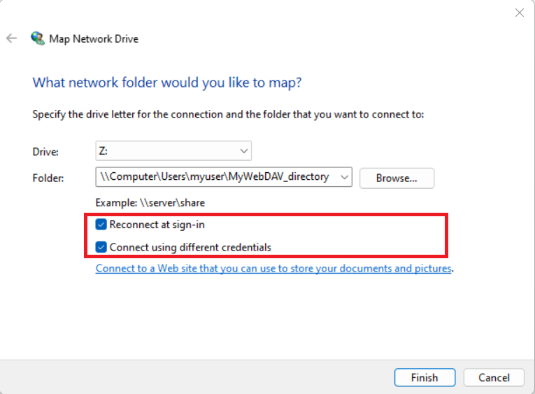 Map Network Drive
What network folder would you like to map?
Specify the drive letter for the connection and the folder that you want to connect to:
Drive: Z:
Folder: \\Computer\Users\myuser\MyWebDAV_directory Browse...
Example: \\server\share
Reconnect at sign-in
Connect using different credentials
Connect to a Web site that you can use to store your documents and pictures.
Finish Cancel